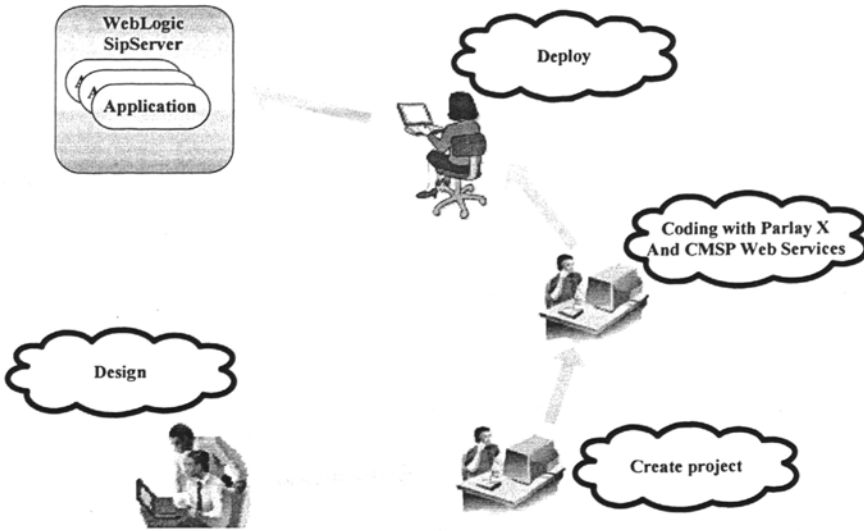 WebLogic
SipServer
A
A
Application
Deploy
Coding with Parlay X
And CMSP Web Services
Design
Create project